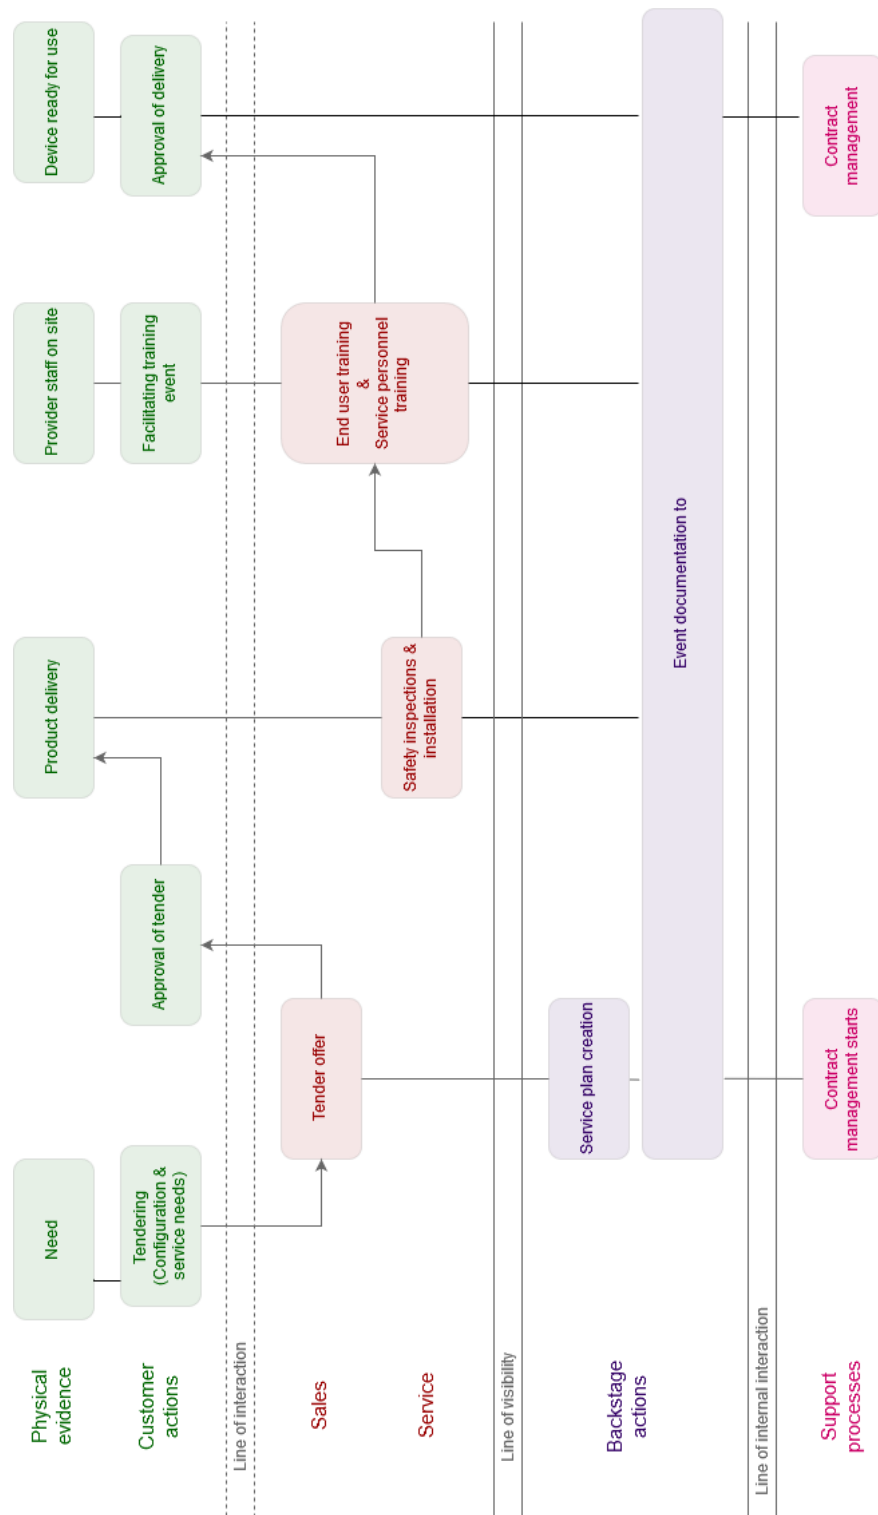 Physical
evidence
Need
Product delivery
Provider staff on site
Device ready for use
Customer
actions
Tendering
(Configuration &
service needs)
Approval of tender
Facilitating training
event
Approval of delivery
Line of interaction
Sales
Tender offer
End user training
&
Service personnel
training
Service
Safety inspections &
installation
Line of visibility
Backstage
actions
Service plan creation
Event documentation to
Line of internal interaction
Support
processes
Contract
management starts
Contract
management